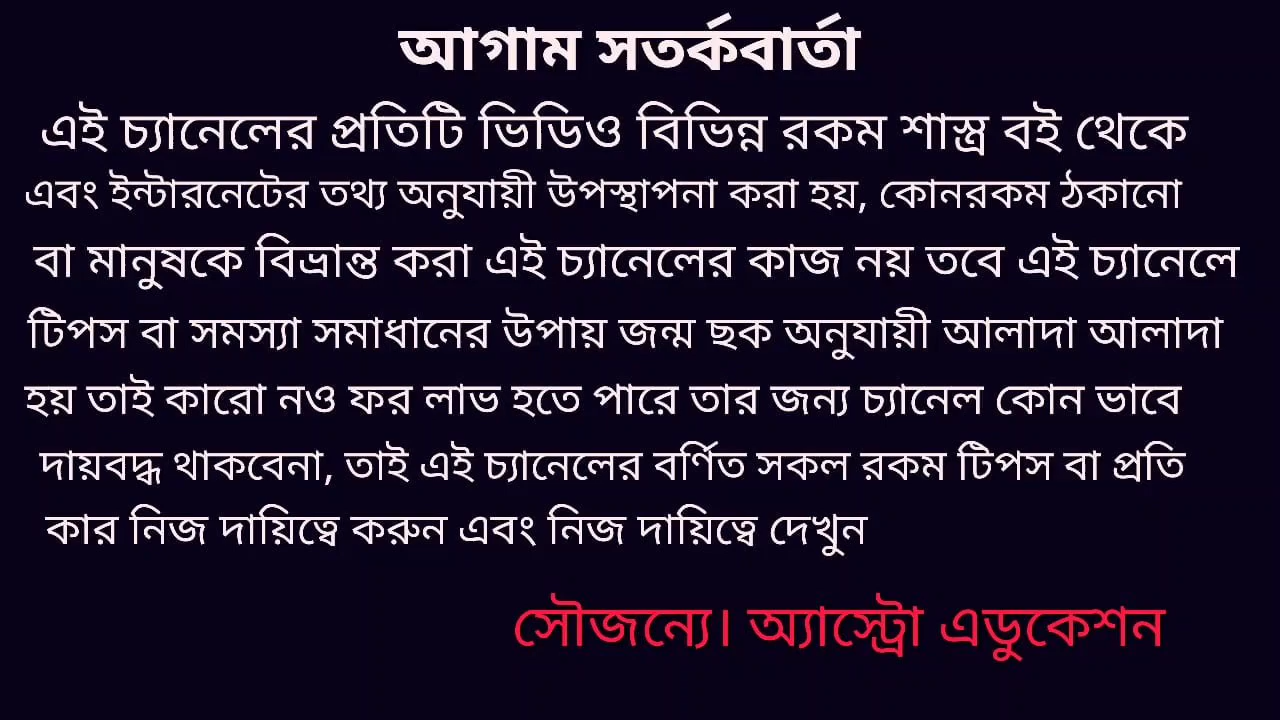 আগাম সতর্কবার্তা
এই চ্যানেলের প্রতিটি ভিডিও বিভিন্ন রকম শাস্ত্র বই থেকে
এবং ইন্টারনেটের তথ্য অনুযায়ী উপস্থাপনা করা হয়, কোনরকম ঠকানো
বা মানুষকে বিভ্রান্ত করা এই চ্যানেলের কাজ নয় তবে এই চ্যানেলে
টিপস বা সমস্যা সমাধানের উপায় জন্ম ছক অনুযায়ী আলাদা আলাদা
হয় তাই কারো নও ফর লাভ হতে পারে তার জন্য চ্যানেল কোন ভাবে
দায়বদ্ধ থাকবেনা, তাই এই চ্যানেলের বর্ণিত সকল রকম টিপস বা প্রতি
কার নিজ দায়িত্বে করুন এবং নিজ দায়িত্বে দেখুন
সৌজন্যে। অ্যাস্ট্রো এডুকেশন